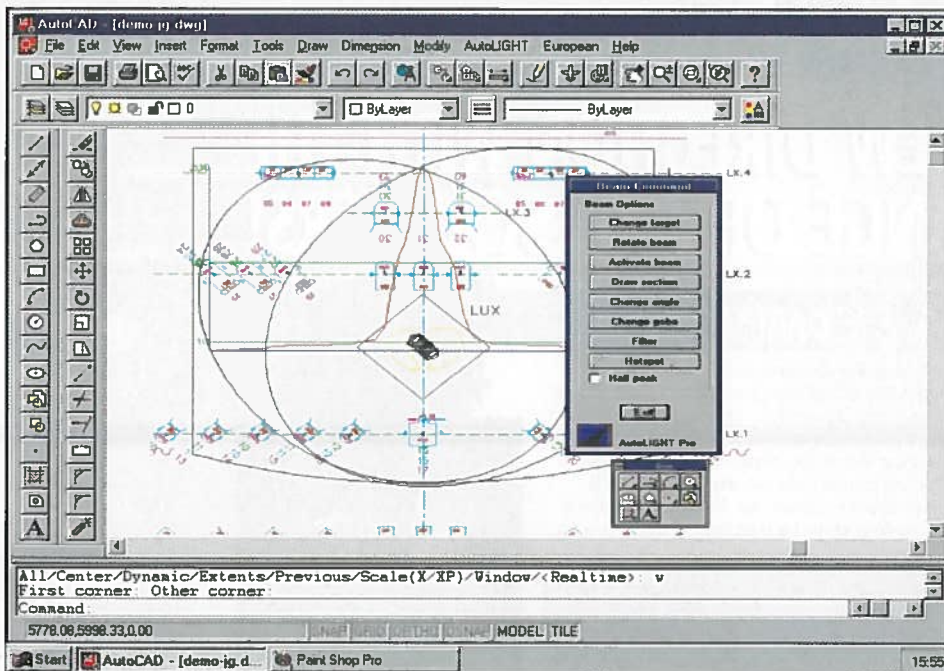 AutoCAD - [demo-jg.dwg]
File Edit View Insert Format Tools Draw Dimension Modify AutoLIGHT European Help
0
ByLayer
ByLayer
LX.4
Beam Command
Beam Options
LX.3
Change target
Rotate beam
Activate beam
LX.2
Draw section
Change angle
LUX
Change gobo
Filter
Hotspot
Half peak
Exit
LX.1
AutoLIGHT Pro
All/Center/Dynamic/Extents/Previous/Scale(X/XP)/Window/<Realtime>: w
First corner: Other corner:
Command:
5778.08,5998.33,0.00 SNAP GRID ORTHO OSNAP MODEL TILE
Start AutoCAD - [demo-jg.d... Paint Shop Pro 15:55